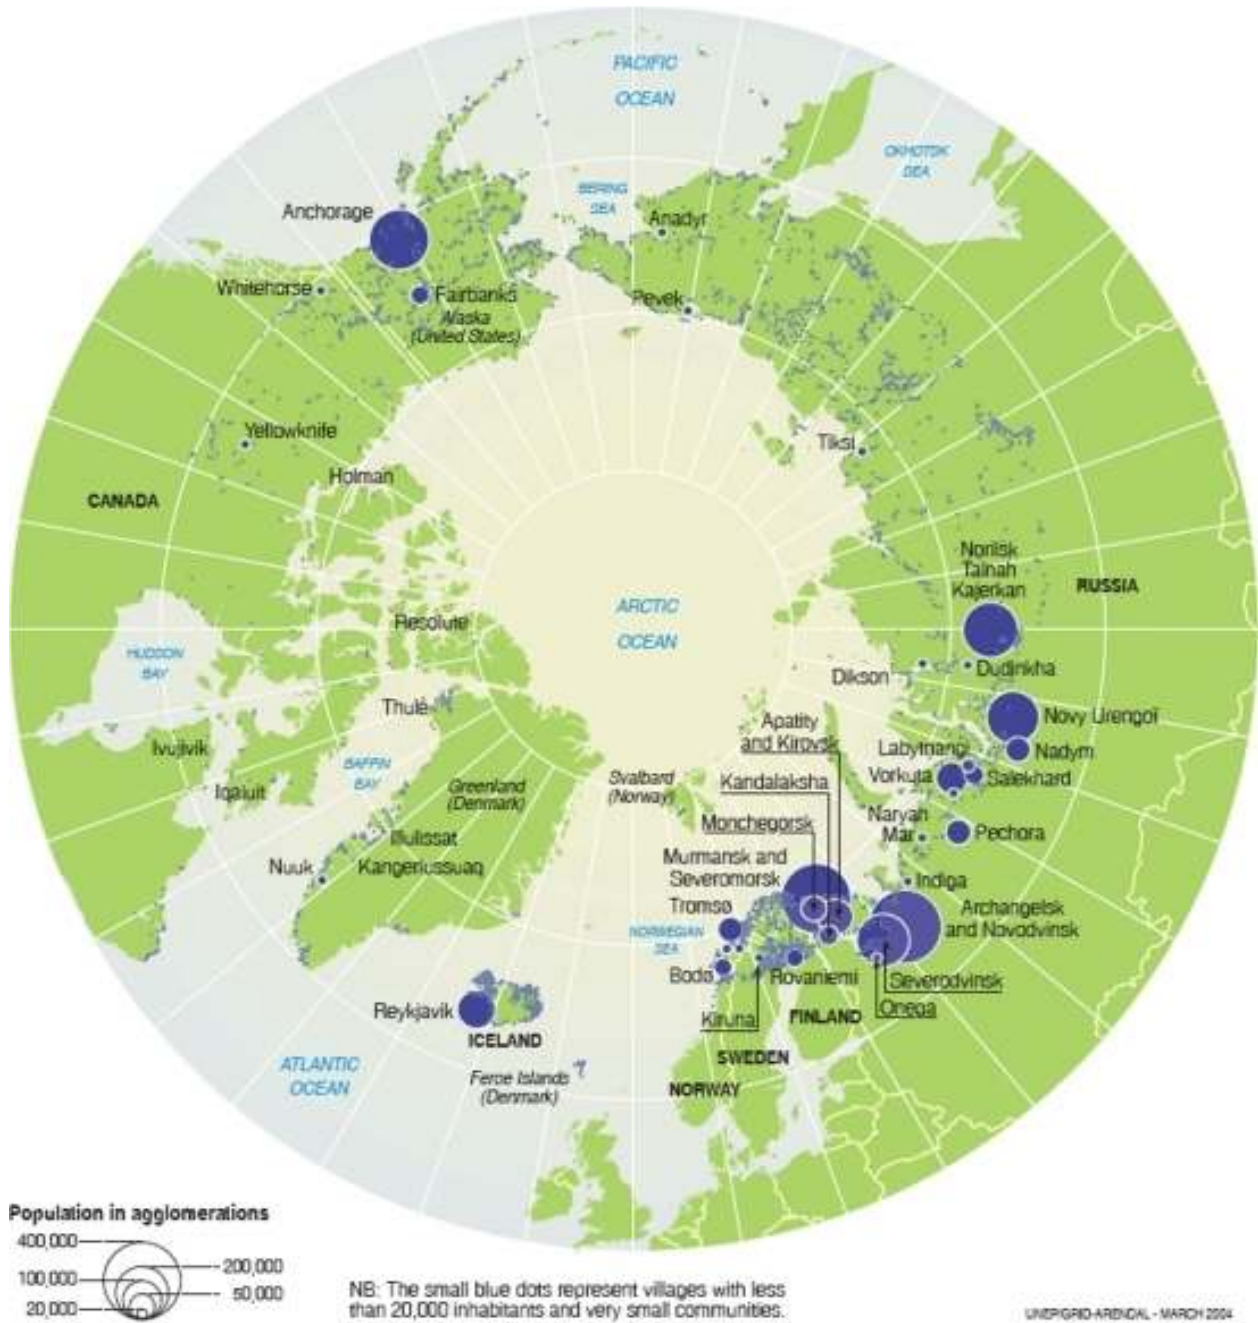 PACIFIC
OCEAN
OKHOTSK
SEA
BERING
SEA
Anchorage
Anadyr
Whitehorse
Fairbanks
Alaska
(United States)
Pevek
Yellowknife
Tiksi
Holman
CANADA
Norilsk
Talnah
Kajerkan
RUSSIA
ARCTIC
OCEAN
Resolute
HUDSON
BAY
Dikson
Dudinkha
Thulé
Apatity
and Kirovsk
Novy Urengoï
Ivujivik
Labytnangi
Nadym
BAFFIN
BAY
Svalbard
(Norway)
Kandalaksha
Vorkuta
Salekhard
Greenland
(Denmark)
Iqaluit
Monchegorsk
Naryan
Mar
Pechora
Illulissat
Kangerlussuaq
Nuuk
Murmansk and
Severomorsk
Indiga
Tromsø
Archangelsk
and Novodvinsk
NORWEGIAN
SEA
Bodø
Rovaniemi
Severodvinsk
Onega
Reykjavik
Kiruna
FINLAND
ICELAND
SWEDEN
ATLANTIC
OCEAN
Feroe Islands
(Denmark)
NORWAY
Population in agglomerations
400,000
200,000
100,000
50,000
20,000
NB: The small blue dots represent villages with less
than 20,000 inhabitants and very small communities.
UNEP/GRID-ARENDAL - MARCH 2004